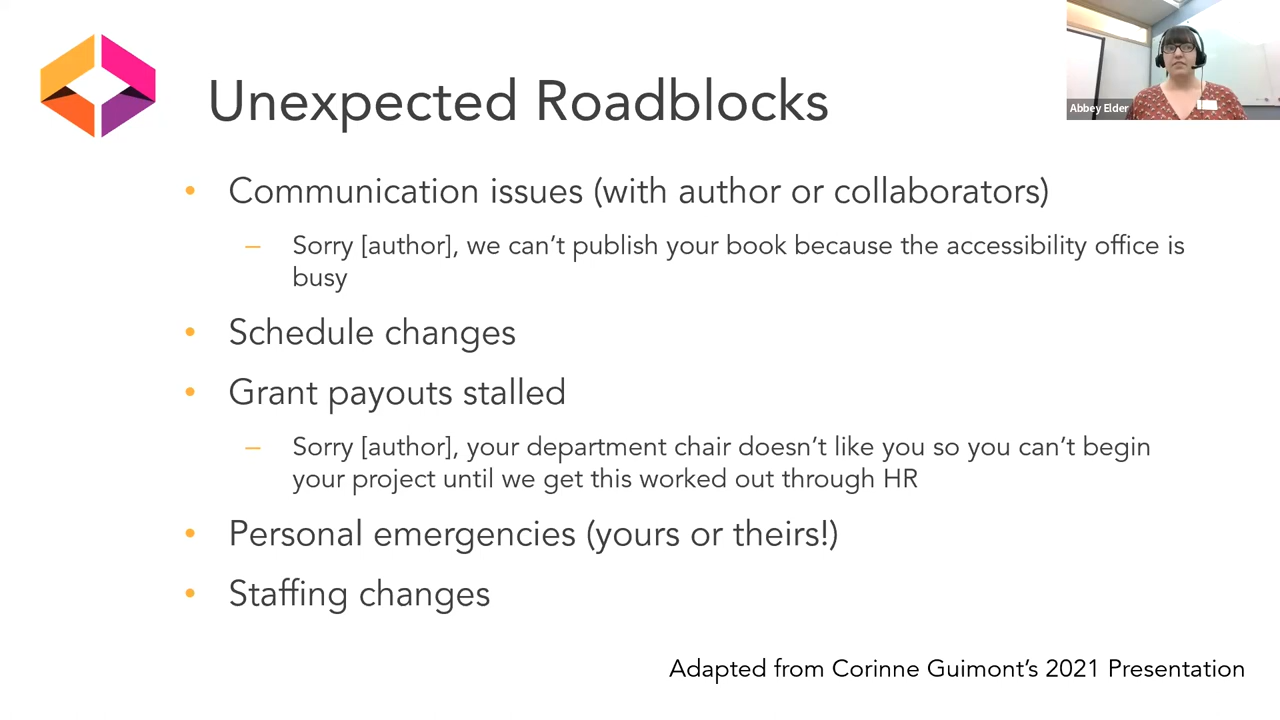 Unexpected Roadblocks
Abbey Elder
• Communication issues (with author or collaborators)
– Sorry [author], we can’t publish your book because the accessibility office is
busy
• Schedule changes
• Grant payouts stalled
– Sorry [author], your department chair doesn’t like you so you can’t begin
your project until we get this worked out through HR
• Personal emergencies (yours or theirs!)
• Staffing changes
Adapted from Corinne Guimont’s 2021 Presentation